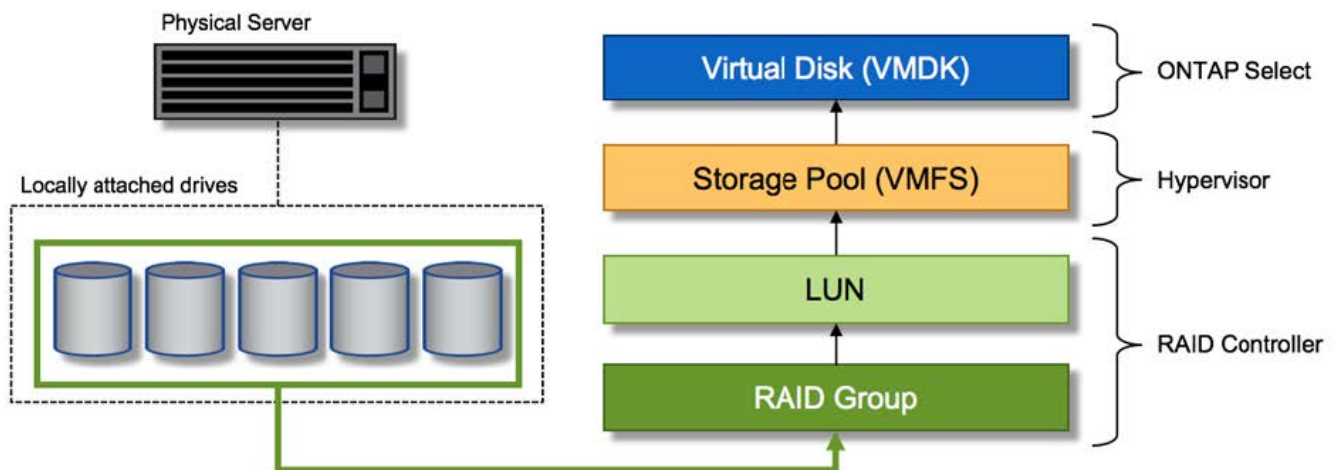 Physical Server
Locally attached drives
Virtual Disk (VMDK)
ONTAP Select
Storage Pool (VMFS)
Hypervisor
LUN
RAID Controller
RAID Group